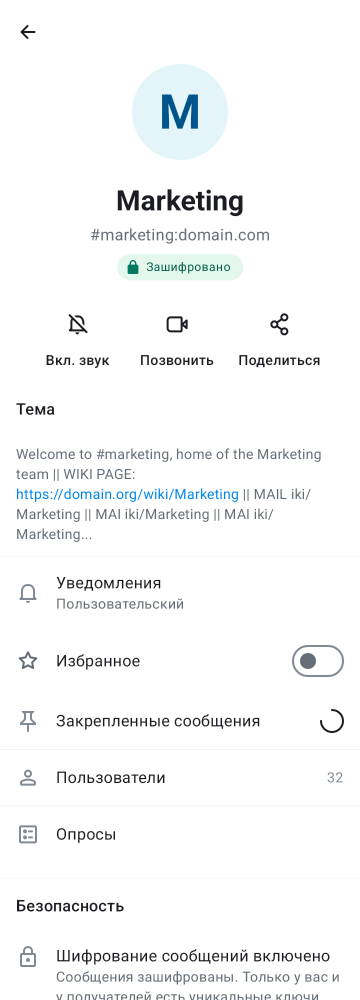 M
Marketing
#marketing:domain.com
Зашифровано
Вкл. звук
Позвонить
Поделиться
Тема
Welcome to #marketing, home of the Marketing
team || WIKI PAGE:
https://domain.org/wiki/Marketing || MAIL iki/
Marketing || MAI iki/Marketing || MAI iki/
Marketing...
Уведомления
Пользовательский
Избранное
Закрепленные сообщения
Пользователи
32
Опросы
Безопасность
Шифрование сообщений включено
Сообщения зашифрованы. Только у вас и
у получателей есть уникальные ключи